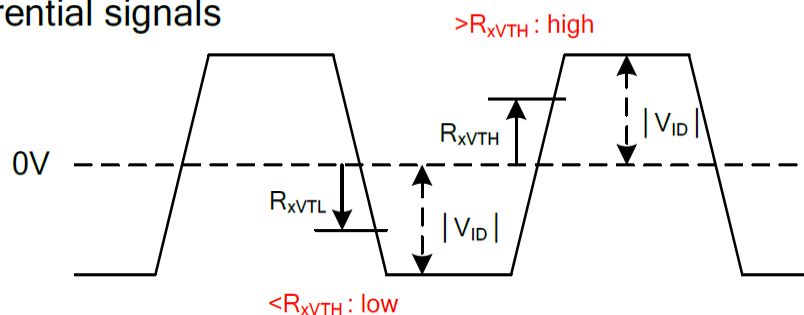 rential signals
>RxVTH : high
RxVTH
|VID|
0V
RxVTL
|VID|
<RxVTH : low